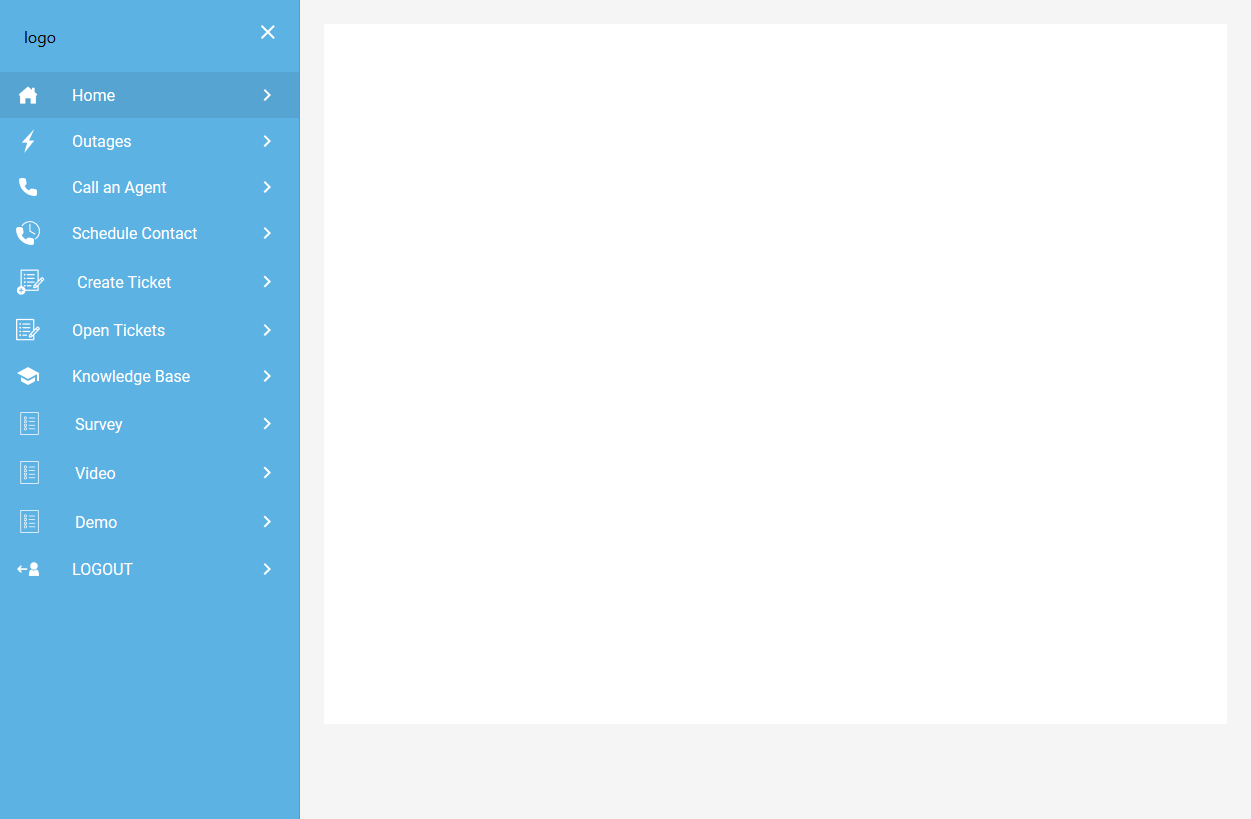 logo
Home
Outages
Call an Agent
Schedule Contact
Create Ticket
Open Tickets
Knowledge Base
Survey
Video
Demo
LOGOUT